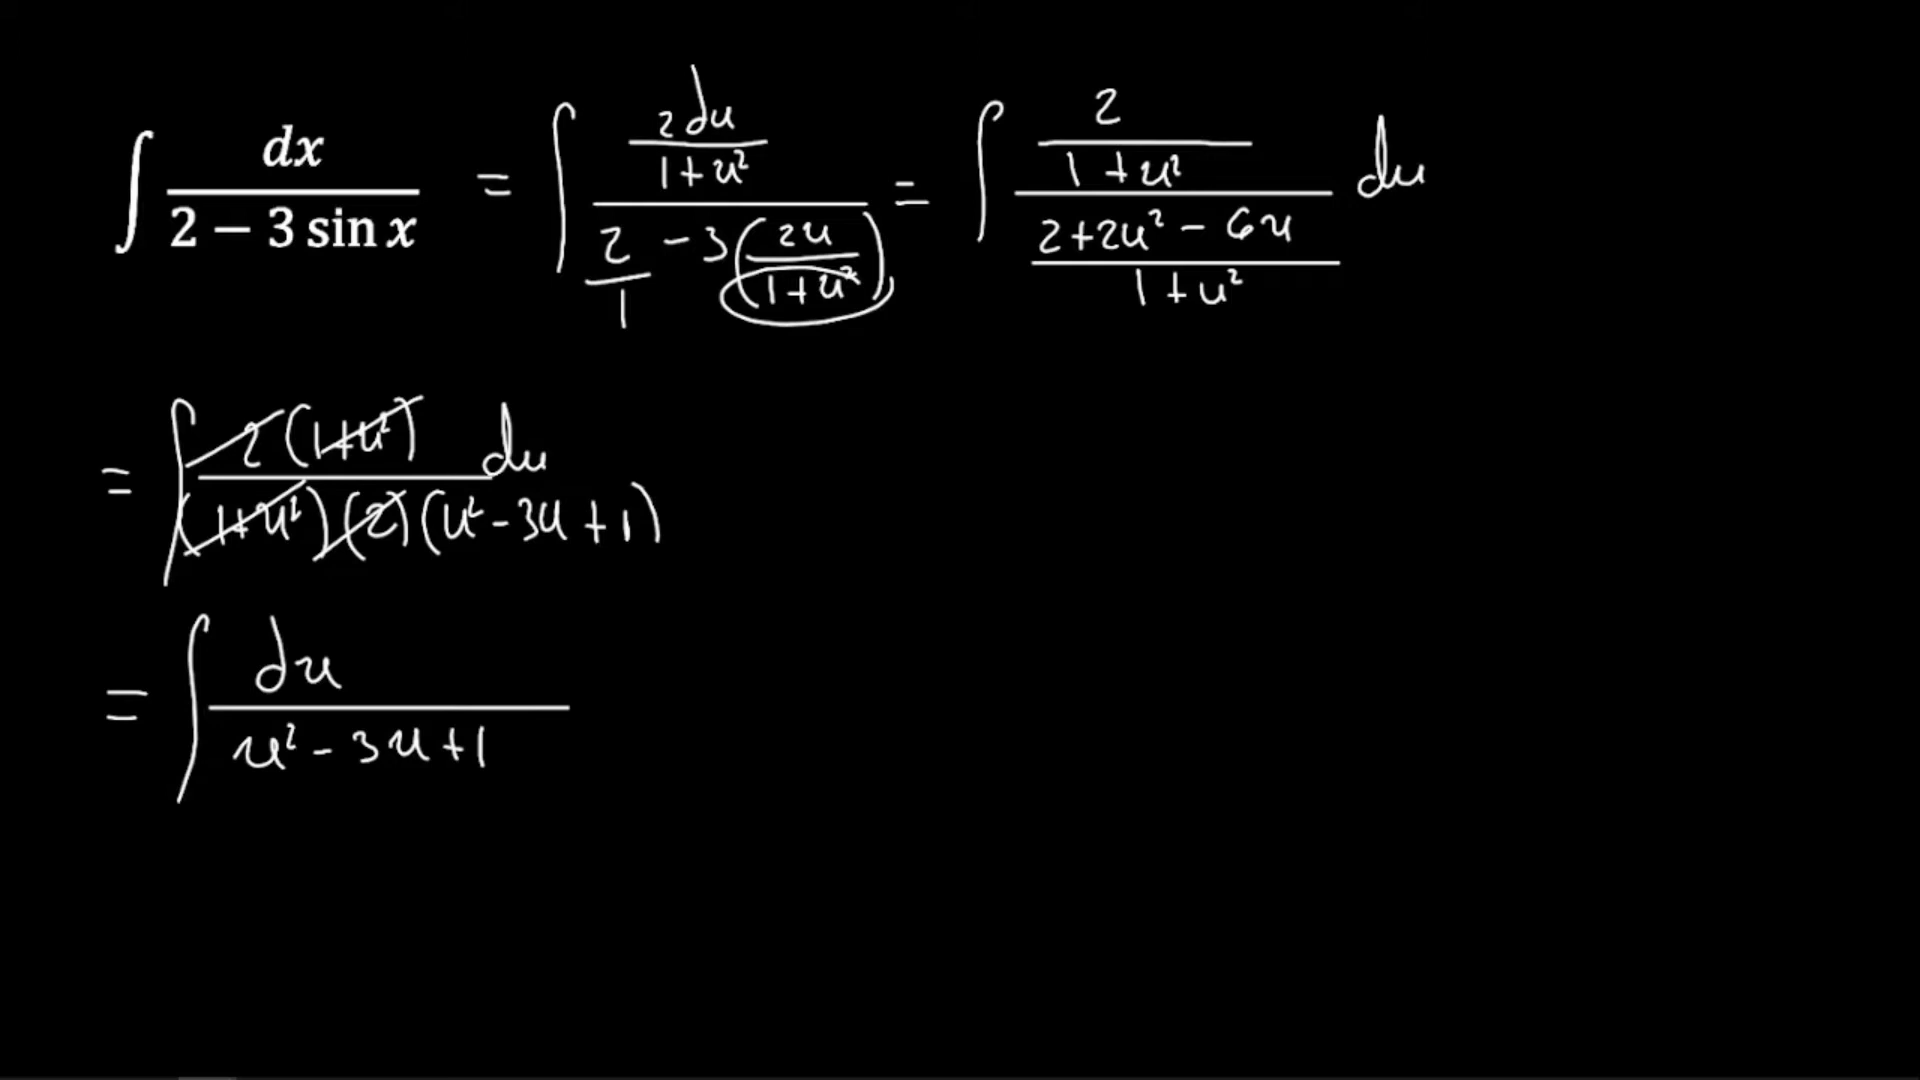 ∫ dx / (2 − 3 sin x) = ∫ (2du / (1+u²)) / (2/1 − 3(2u / (1+u²))) = ∫ (2 / (1+u²)) / ((2+2u² − 6u) / (1+u²)) du
= ∫ 2(1+u²) du / ((1+u²)(2)(u² − 3u + 1))
= ∫ du / (u² − 3u + 1)